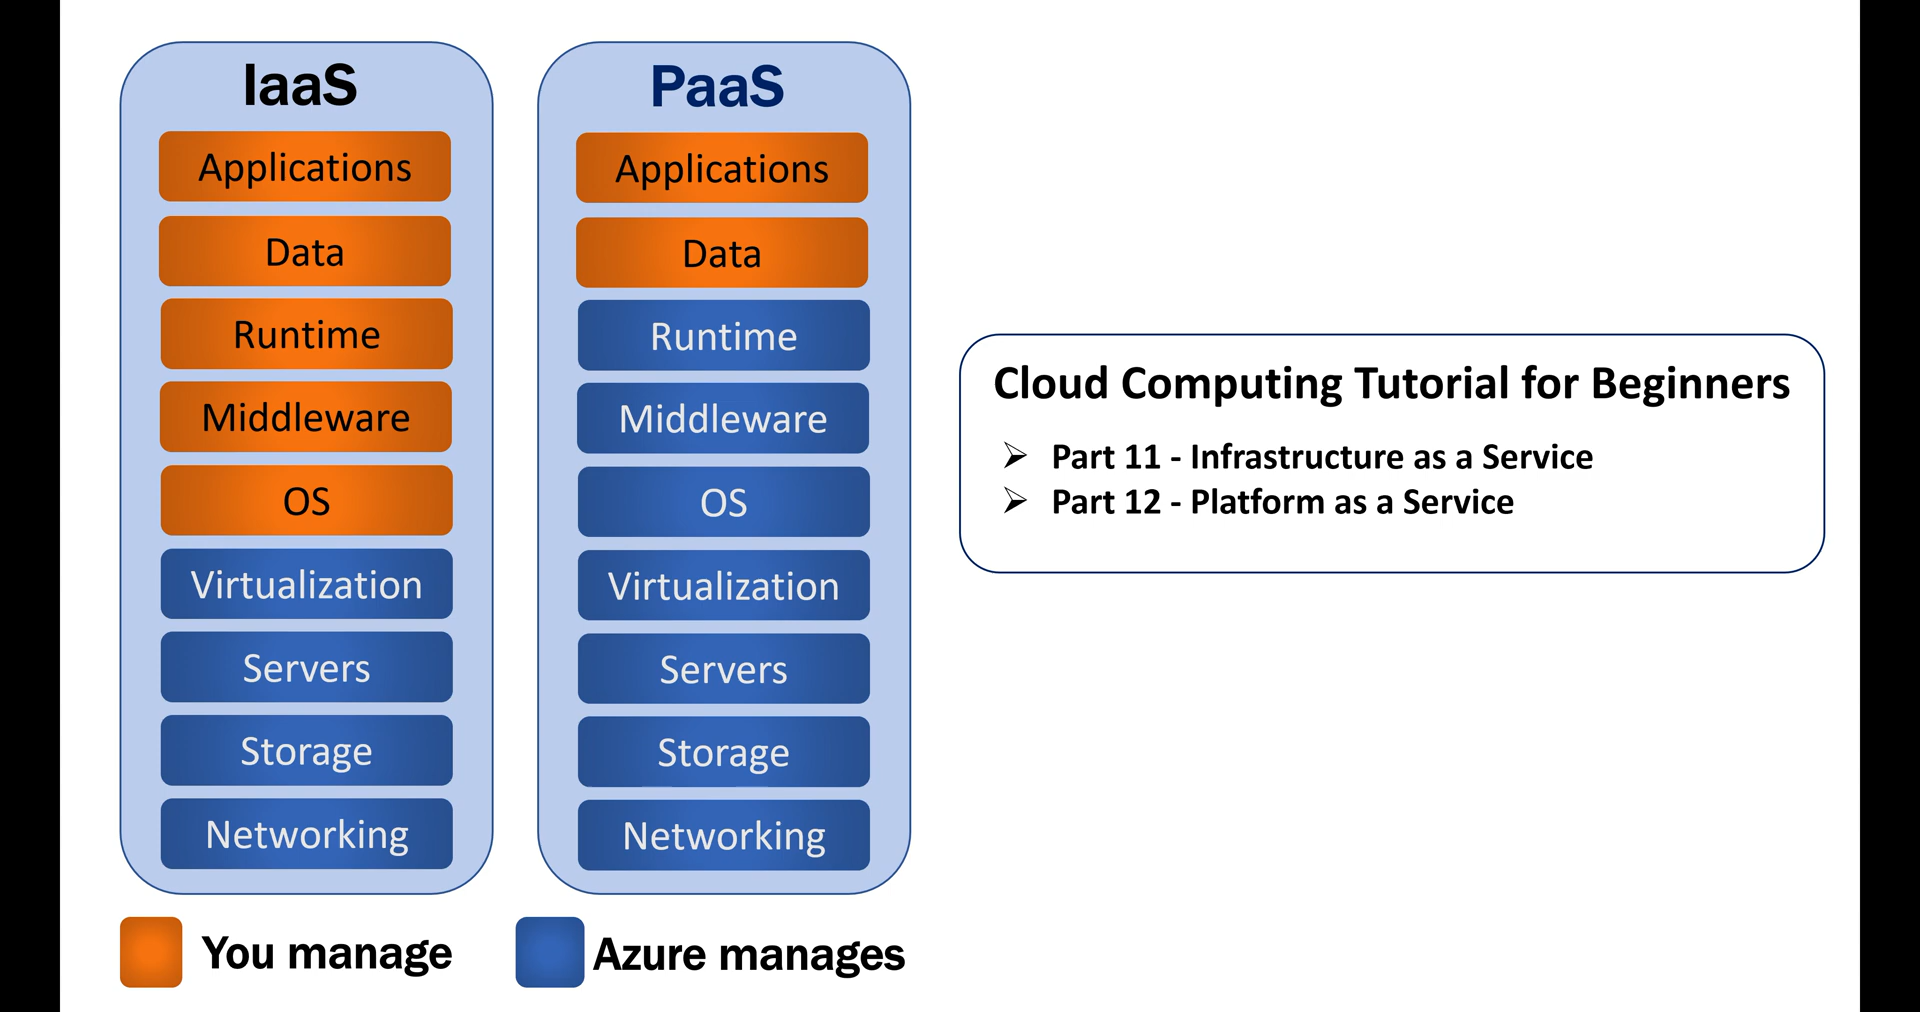 IaaS
Applications
Data
Runtime
Middleware
OS
Virtualization
Servers
Storage
Networking
PaaS
Applications
Data
Runtime
Middleware
OS
Virtualization
Servers
Storage
Networking
Cloud Computing Tutorial for Beginners
Part 11 - Infrastructure as a Service
Part 12 - Platform as a Service
You manage
Azure manages